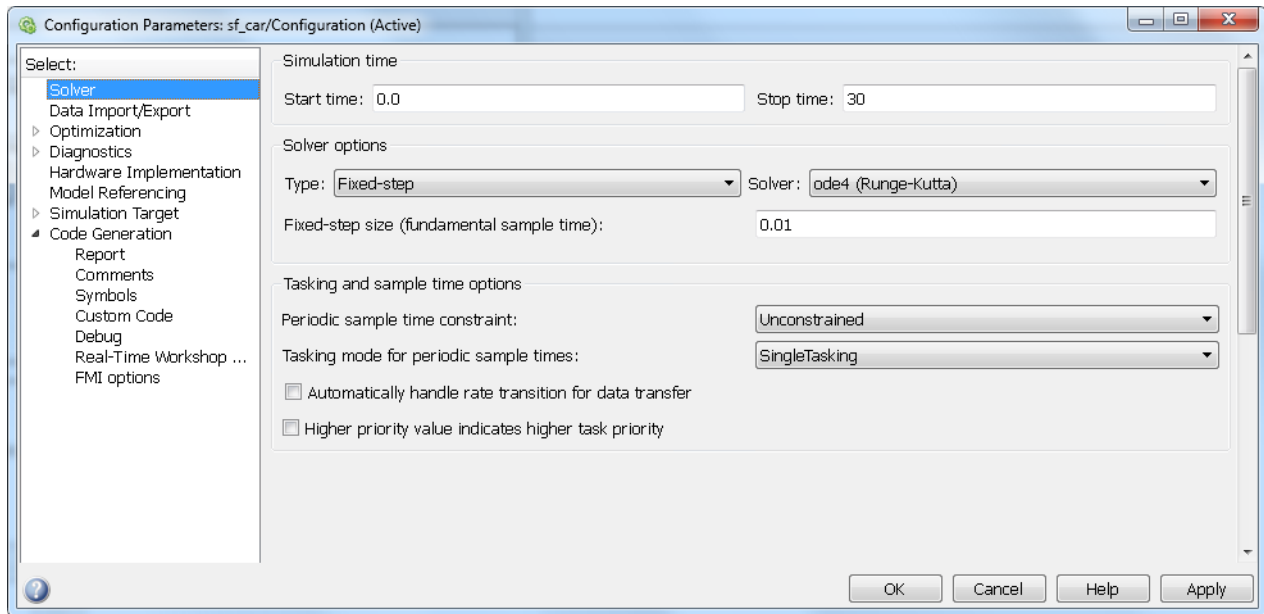 Configuration Parameters: sf_car/Configuration (Active)
Select:
Solver
Data Import/Export
Optimization
Diagnostics
Hardware Implementation
Model Referencing
Simulation Target
Code Generation
Report
Comments
Symbols
Custom Code
Debug
Real-Time Workshop ...
FMI options
Simulation time
Start time: 0.0 Stop time: 30
Solver options
Type: Fixed-step Solver: ode4 (Runge-Kutta)
Fixed-step size (fundamental sample time): 0.01
Tasking and sample time options
Periodic sample time constraint: Unconstrained
Tasking mode for periodic sample times: SingleTasking
Automatically handle rate transition for data transfer
Higher priority value indicates higher task priority
OK Cancel Help Apply